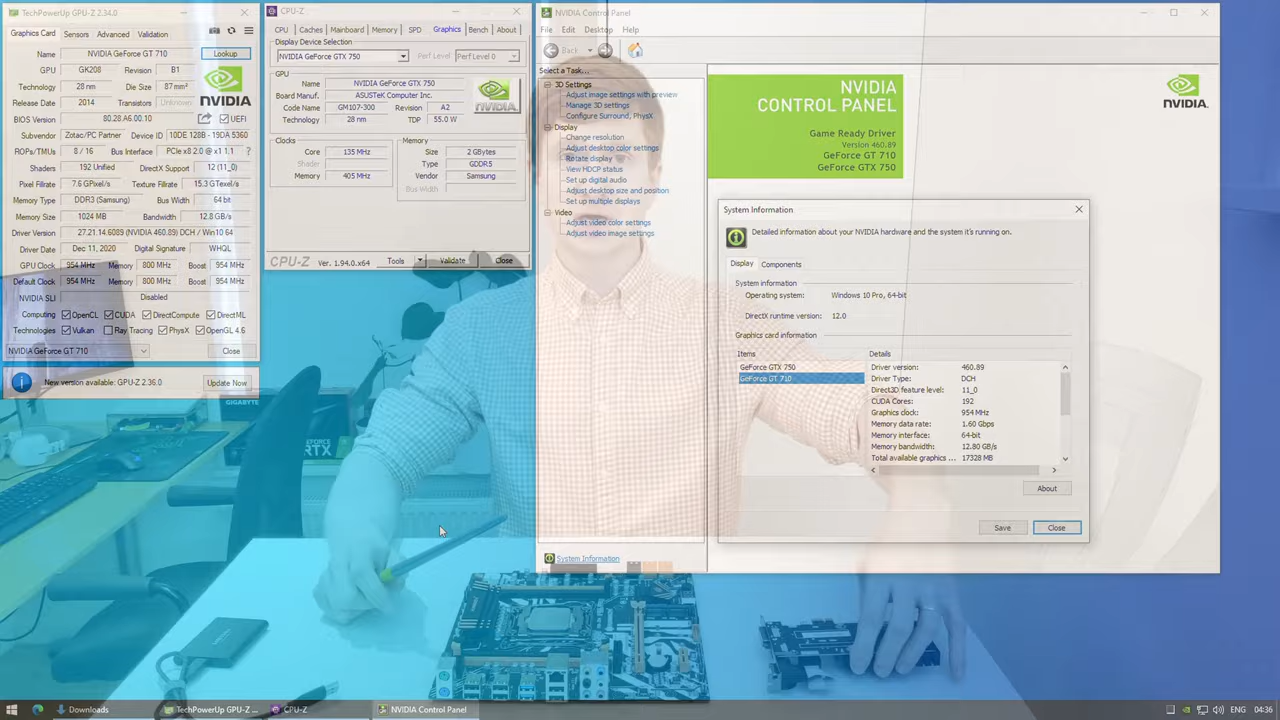 TechPowerUp GPU-Z 2.34.0
Graphics Card Sensors Advanced Validation
Name NVIDIA GeForce GT 710 Lookup
GPU GK208 Revision B1
Technology 28 nm Die Size 87 mm²
Release Date 2014 Transistors Unknown
NVIDIA
BIOS Version 80.28.A6.00.10 UEFI
Subvendor Zotac/PC Partner Device ID 10DE 128B - 19DA 5360
ROPs/TMUs 8 / 16 Bus Interface PCIe x8 2.0 @ x1 1.1 ?
Shaders 192 Unified DirectX Support 12 (11_0)
Pixel Fillrate 7.6 GPixel/s Texture Fillrate 15.3 GTexel/s
Memory Type DDR3 (Samsung) Bus Width 64 bit
Memory Size 1024 MB Bandwidth 12.8 GB/s
Driver Version 27.21.14.6089 (NVIDIA 460.89) DCH / Win10 64
Driver Date Dec 11, 2020 Digital Signature WHQL
GPU Clock 954 MHz Memory 800 MHz Boost 954 MHz
Default Clock 954 MHz Memory 800 MHz Boost 954 MHz
NVIDIA SLI Disabled
Computing OpenCL CUDA DirectCompute DirectML
Technologies Vulkan Ray Tracing PhysX OpenGL 4.6
NVIDIA GeForce GT 710 Close
New version available: GPU-Z 2.36.0 Update Now
CPU-Z
CPU Caches Mainboard Memory SPD Graphics Bench About
Display Device Selection
NVIDIA GeForce GTX 750 Perf Level Perf Level 0
GPU
Name NVIDIA GeForce GTX 750
Board Manuf. ASUSTeK Computer Inc.
Code Name GM107-300 Revision A2
Technology 28 nm TDP 55.0 W
NVIDIA
Clocks
Core 135 MHz
Shader
Memory 405 MHz
Memory
Size 2 GBytes
Type GDDR5
Vendor Samsung
Bus Width
CPU-Z Ver. 1.94.0.x64 Tools Validate Close
NVIDIA Control Panel
File Edit Desktop Help
Back
Select a Task...
3D Settings
Adjust image settings with preview
Manage 3D settings
Configure Surround, PhysX
Display
Change resolution
Adjust desktop color settings
Rotate display
View HDCP status
Set up digital audio
Adjust desktop size and position
Set up multiple displays
Video
Adjust video color settings
Adjust video image settings
System Information
NVIDIA
CONTROL PANEL
Game Ready Driver
Version 460.89
GeForce GT 710
GeForce GTX 750
NVIDIA.
System Information
Detailed information about your NVIDIA hardware and the system it's running on.
Display Components
System information
Operating system: Windows 10 Pro, 64-bit
DirectX runtime version: 12.0
Graphics card information
Items Details
GeForce GTX 750
GeForce GT 710
Driver version: 460.89
Driver Type: DCH
Direct3D feature level: 11_0
CUDA Cores: 192
Graphics clock: 954 MHz
Memory data rate: 1.60 Gbps
Memory interface: 64-bit
Memory bandwidth: 12.80 GB/s
Total available graphics ... 17328 MB
About
Save Close
GIGABYTE
GEFORCE
RTX
Downloads TechPowerUp GPU-Z ... CPU-Z NVIDIA Control Panel ENG 04:36